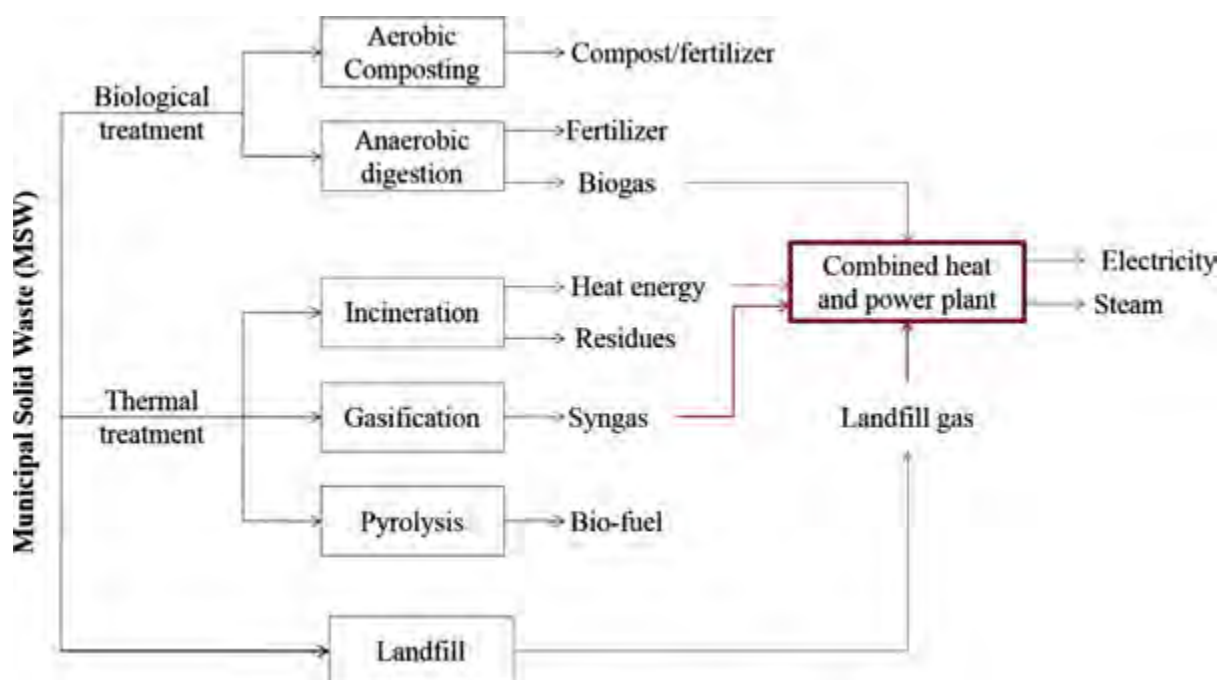 Municipal Solid Waste (MSW)
Biological
treatment
Aerobic
Composting
Compost/fertilizer
Anaerobic
digestion
Fertilizer
Biogas
Thermal
treatment
Incineration
Heat energy
Residues
Gasification
Syngas
Pyrolysis
Bio-fuel
Landfill
Landfill gas
Combined heat
and power plant
Electricity
Steam